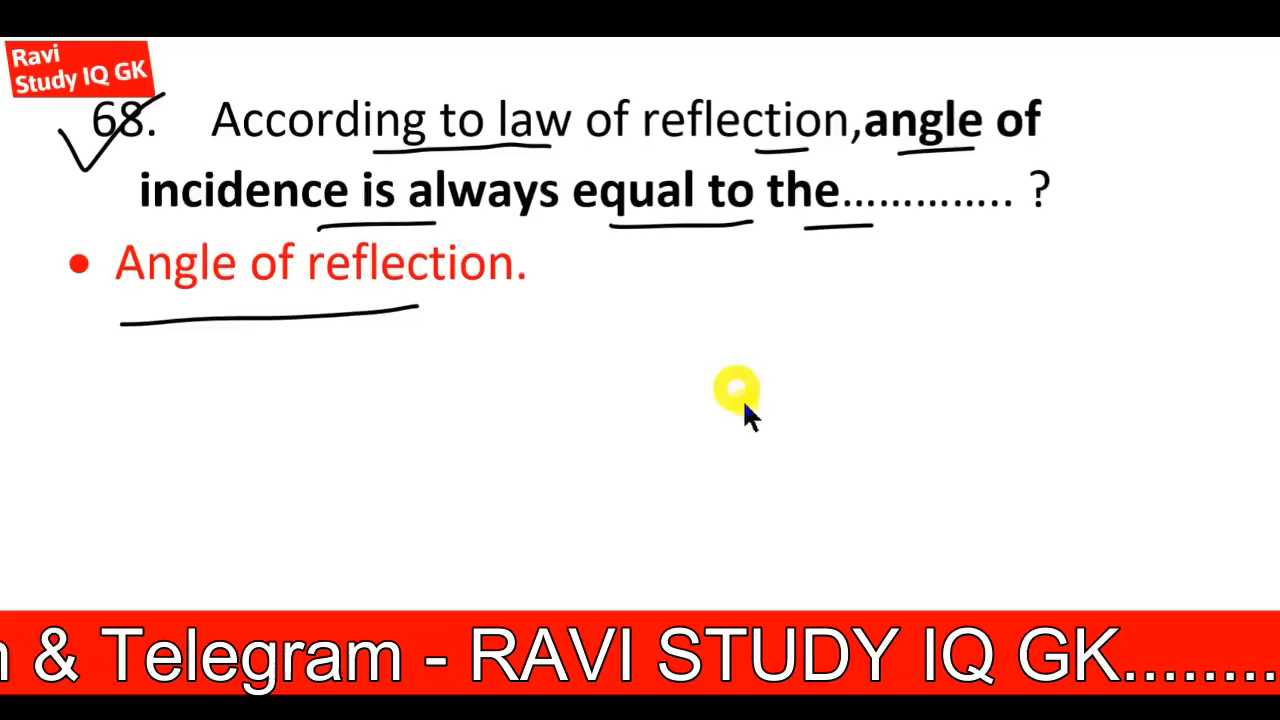 Ravi
Study IQ GK
68. According to law of reflection,angle of
incidence is always equal to the………….. ?
• Angle of reflection.
& Telegram - RAVI STUDY IQ GK.........